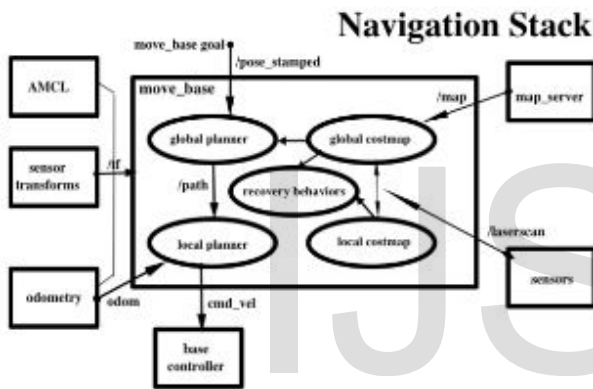 Navigation Stack
move_base goal
/pose_stamped
AMCL
move_base
/map
map_server
global planner
global costmap
sensor
transforms
/tf
/path
recovery behaviors
local planner
local costmap
/laserscan
odometry
odom
cmd_vel
sensors
base
controller
IJS